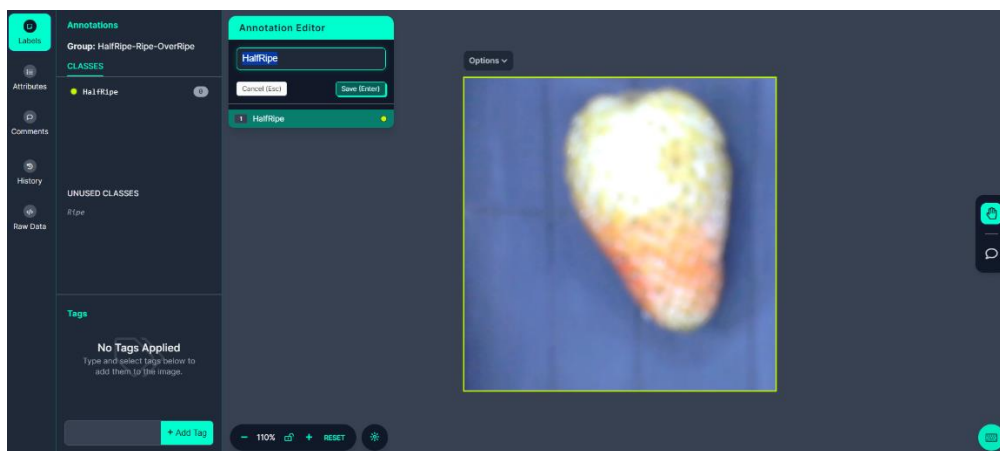 Labels
Attributes
Comments
History
Raw Data
Annotations
Group: HalfRipe-Ripe-OverRipe
CLASSES
HalfRipe 0
UNUSED CLASSES
Ripe
Tags
No Tags Applied
Type and select tags below to
add them to the image.
+ Add Tag
Annotation Editor
HalfRipe
Cancel (Esc) Save (Enter)
1 HalfRipe
Options
- 110% + RESET